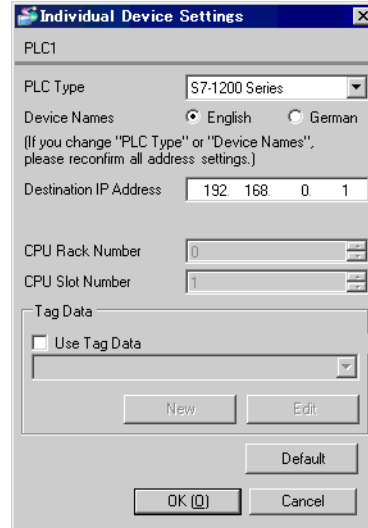 Individual Device Settings
PLC1
PLC Type S7-1200 Series
Device Names English German
(If you change "PLC Type" or "Device Names",
please reconfirm all address settings.)
Destination IP Address 192. 168. 0. 1
CPU Rack Number 0
CPU Slot Number 1
Tag Data
Use Tag Data
New Edit
Default
OK (O) Cancel